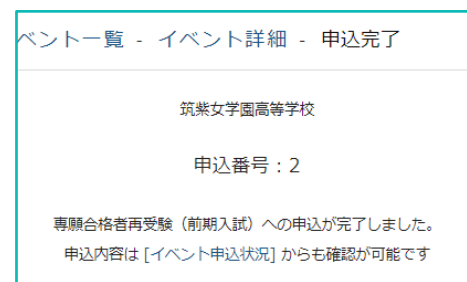 ベント一覧 - イベント詳細 - 申込完了
筑紫女学園高等学校
申込番号：2
専願合格者再受験（前期入試）への申込が完了しました。
申込内容は [イベント申込状況] からも確認が可能です